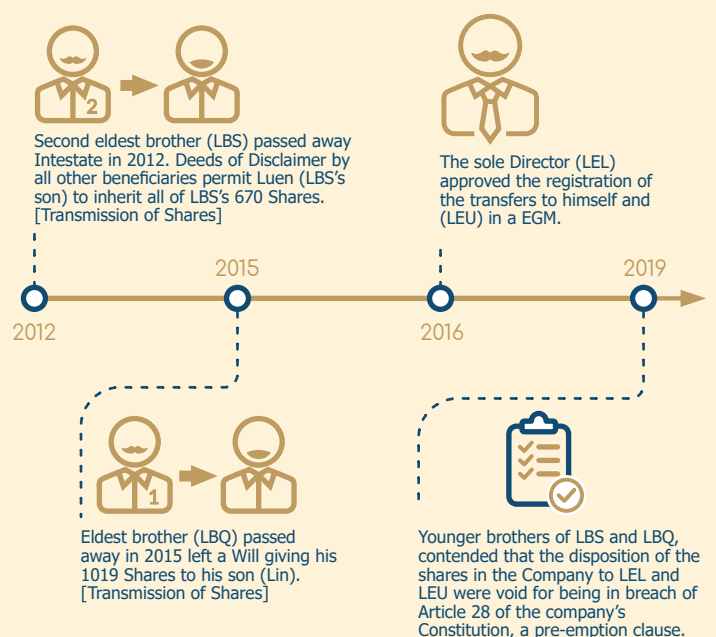 2
Second eldest brother (LBS) passed away
Intestate in 2012. Deeds of Disclaimer by
all other beneficiaries permit Luen (LBS’s
son) to inherit all of LBS’s 670 Shares.
[Transmission of Shares]
The sole Director (LEL)
approved the registration of
the transfers to himself and
(LEU) in a EGM.
2012
2015
2016
2019
1
Eldest brother (LBQ) passed
away in 2015 left a Will giving his
1019 Shares to his son (Lin).
[Transmission of Shares]
Younger brothers of LBS and LBQ,
contended that the disposition of the
shares in the Company to LEL and
LEU were void for being in breach of
Article 28 of the company’s
Constitution, a pre-emption clause.